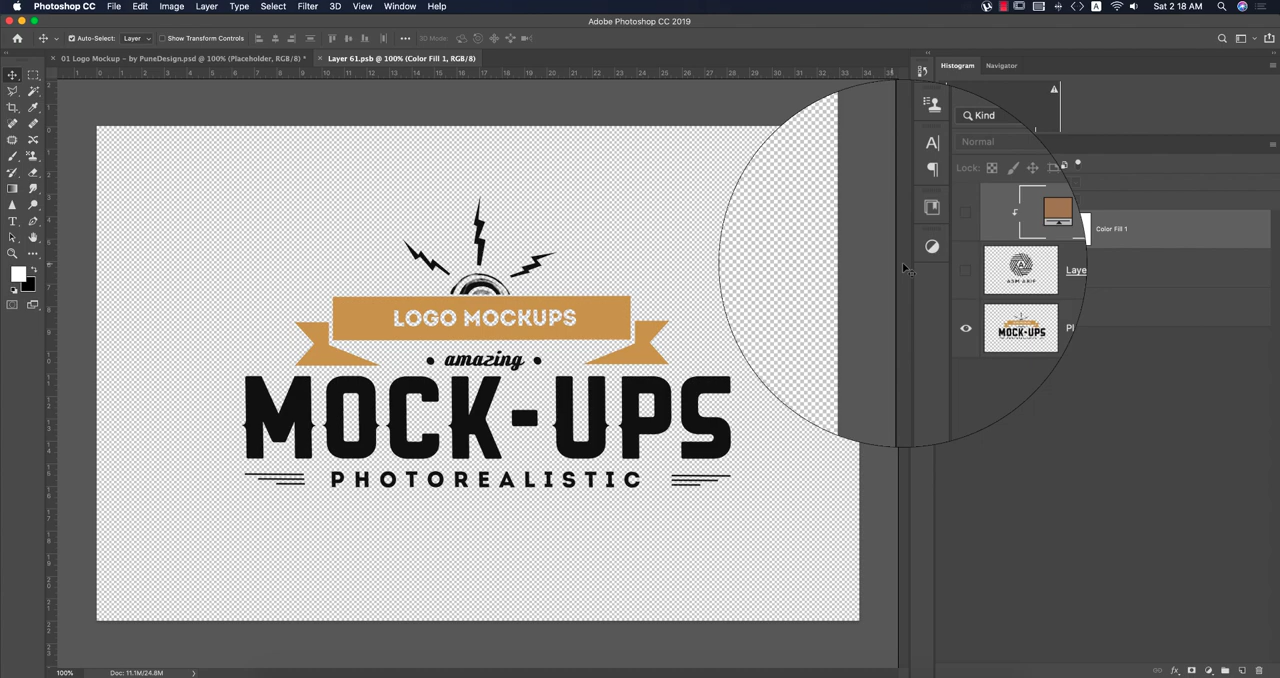 Photoshop CC File Edit Image Layer Type Select Filter 3D View Window Help A Sat 2 18 AM
Adobe Photoshop CC 2019
Auto-Select: Layer Show Transform Controls 3D Mode:
01 Logo Mockup - by PuneDesign.psd @ 100% (Placeholder, RGB/8) * Layer 61.psb @ 100% (Color Fill 1, RGB/8)
Histogram Navigator
Kind
Normal
Lock:
Color Fill 1
Laye
Pl
LOGO MOCKUPS
• amazing •
MOCK-UPS
PHOTOREALISTIC
100% Doc: 11.1M/24.8M